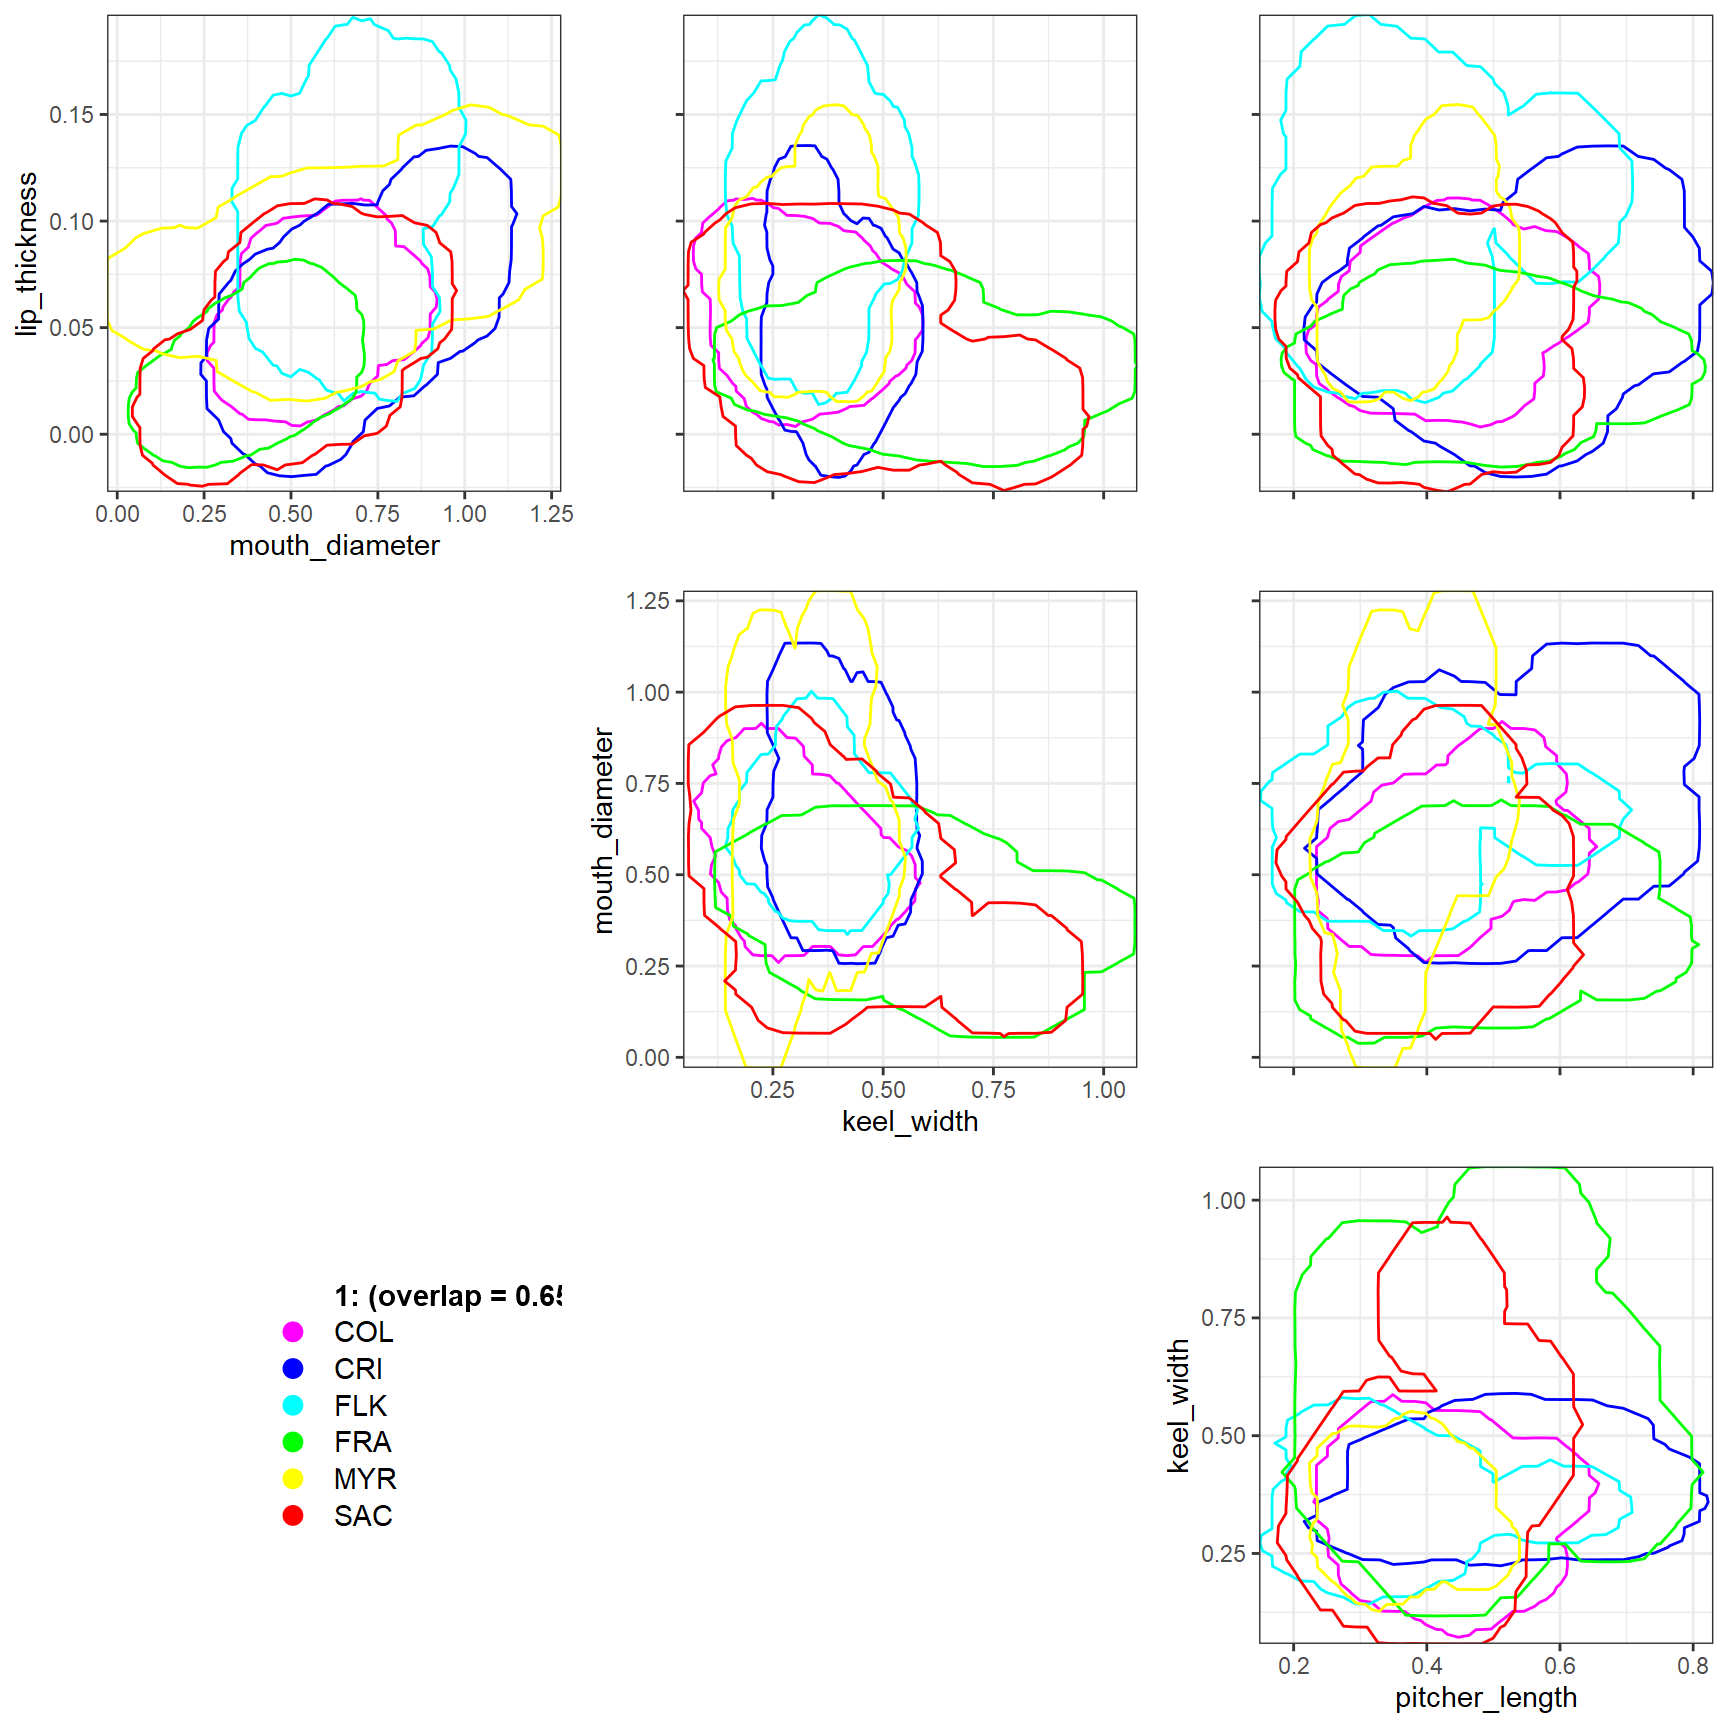 0.15
0.10
0.05
0.00
lip_thickness
0.00 0.25 0.50 0.75 1.00 1.25
mouth_diameter
1.25
1.00
0.75
0.50
0.25
0.00
mouth_diameter
0.25 0.50 0.75 1.00
keel_width
1.00
0.75
0.50
0.25
keel_width
0.2 0.4 0.6 0.8
pitcher_length
1: (overlap = 0.65
COL
CRI
FLK
FRA
MYR
SAC